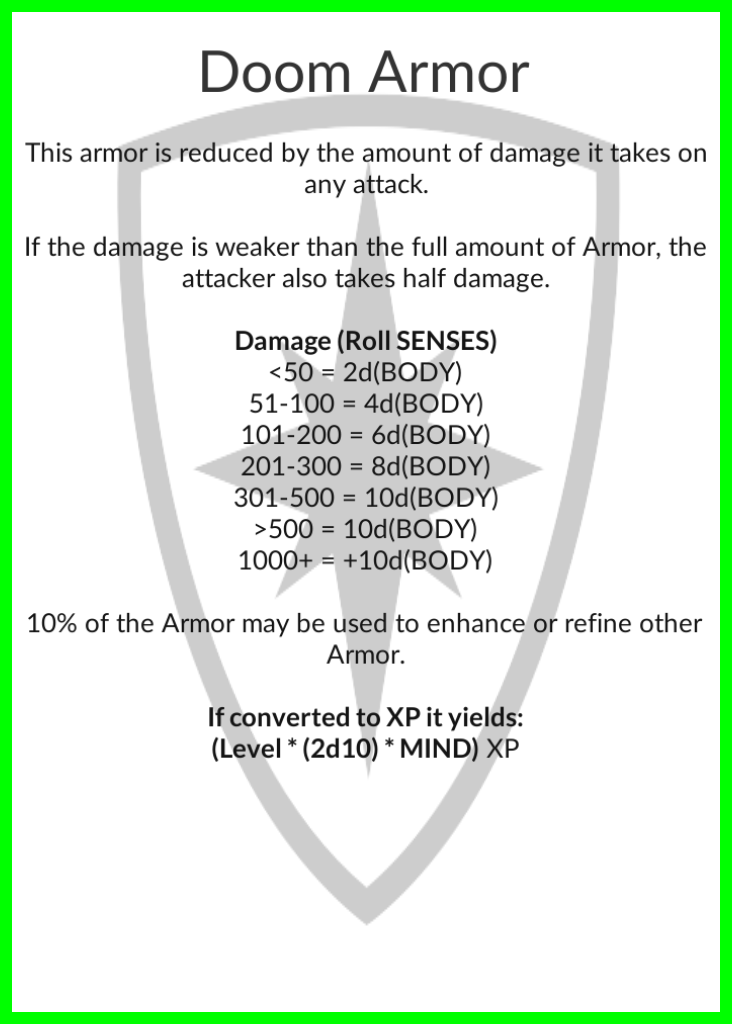 Doom Armor
This armor is reduced by the amount of damage it takes on
any attack.
If the damage is weaker than the full amount of Armor, the
attacker also takes half damage.
Damage (Roll SENSES)
<50 = 2d(BODY)
51-100 = 4d(BODY)
101-200 = 6d(BODY)
201-300 = 8d(BODY)
301-500 = 10d(BODY)
>500 = 10d(BODY)
1000+ = +10d(BODY)
10% of the Armor may be used to enhance or refine other
Armor.
If converted to XP it yields:
(Level * (2d10) * MIND) XP